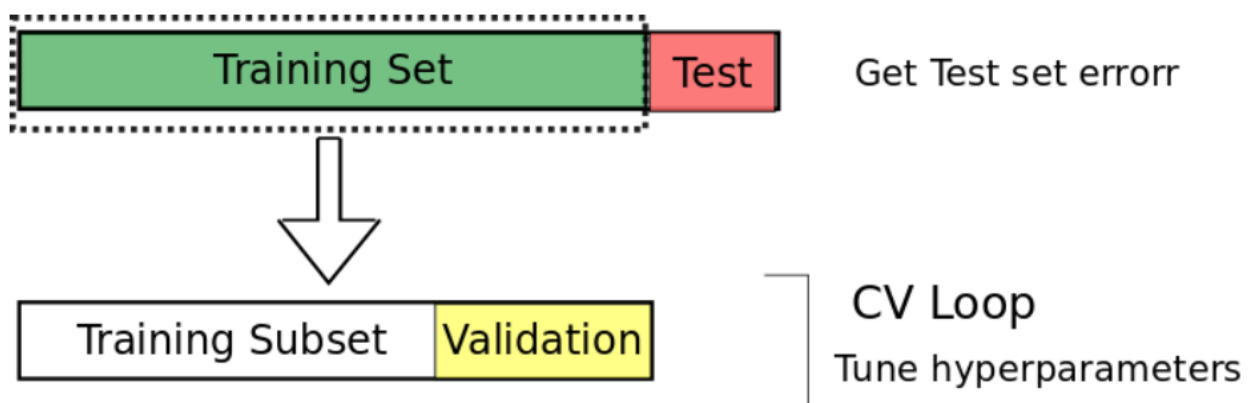 Training Set
Test
Get Test set errorr
Training Subset
Validation
CV Loop
Tune hyperparameters